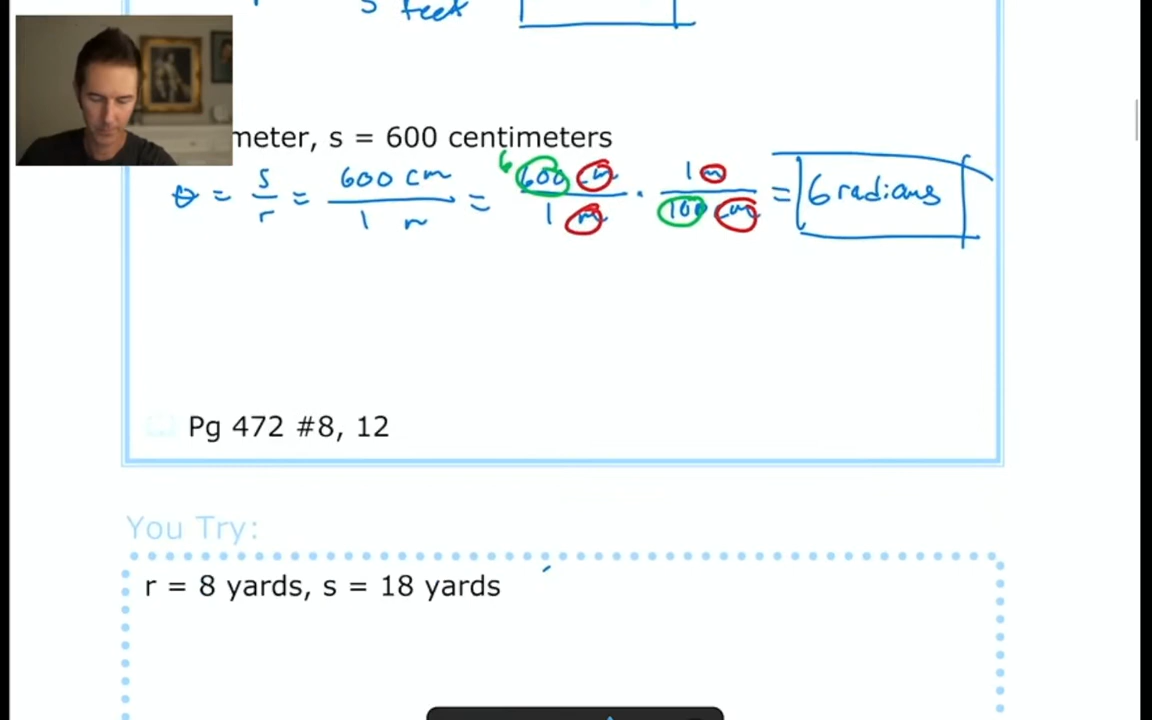 5 feet
meter, s = 600 centimeters
θ = s/r = 600 cm / 1 m = 6 600 cm / 1 m · 1 m / 100 cm = 6 radians
Pg 472 #8, 12
You Try:
r = 8 yards, s = 18 yards